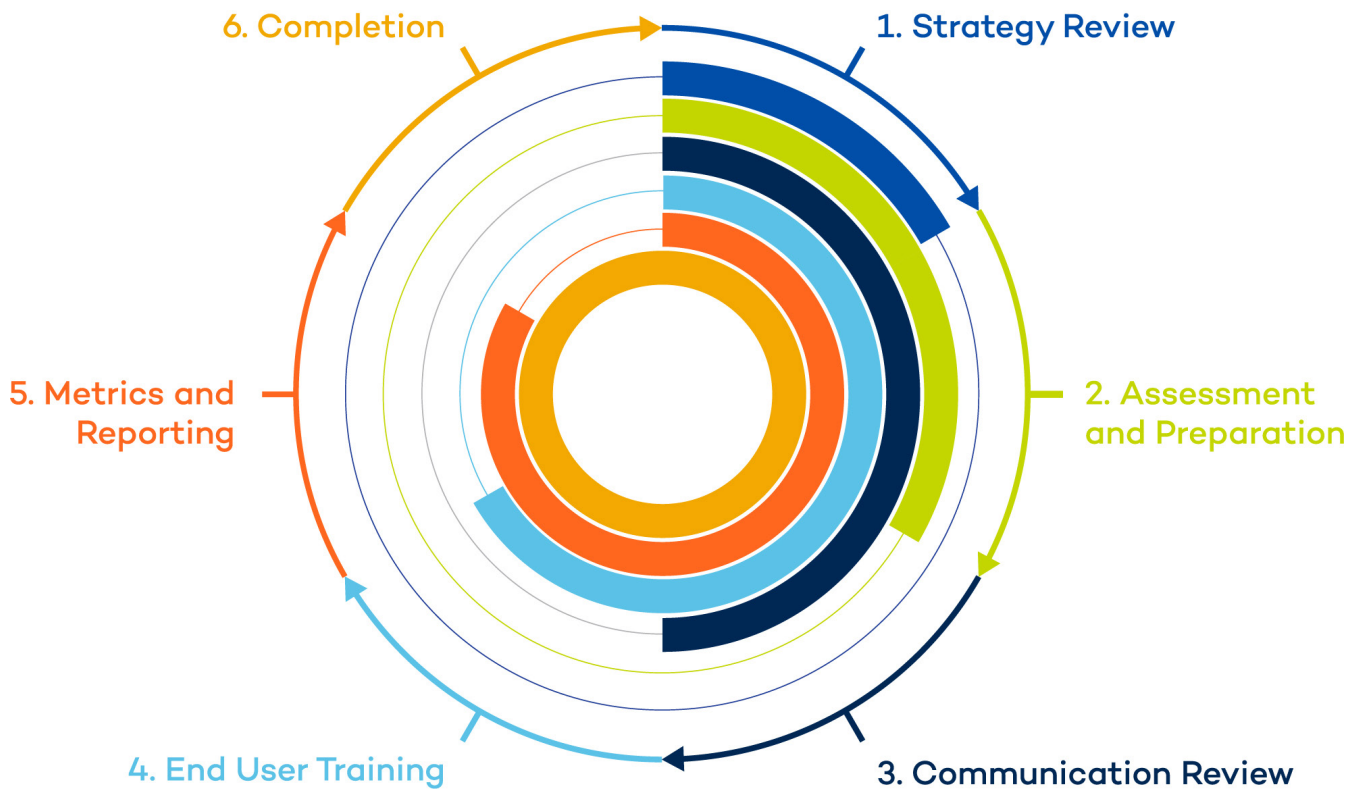 1. Strategy Review
2. Assessment
and Preparation
3. Communication Review
4. End User Training
5. Metrics and
Reporting
6. Completion